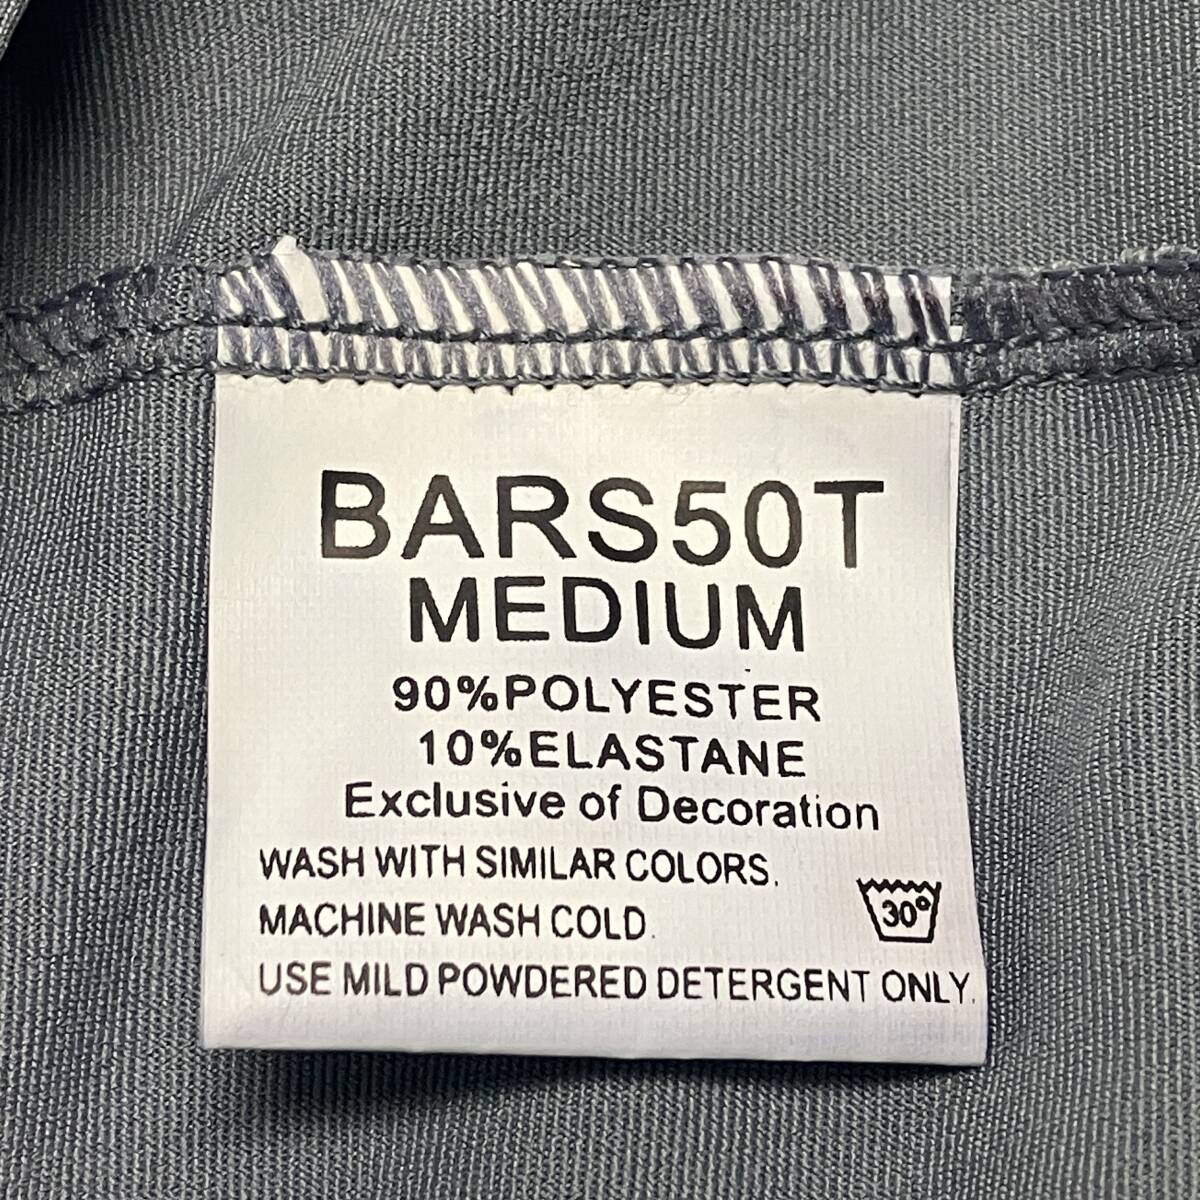 BARS50T
MEDIUM
90%POLYESTER
10%ELASTANE
Exclusive of Decoration
WASH WITH SIMILAR COLORS.
MACHINE WASH COLD.
30°
USE MILD POWDERED DETERGENT ONLY.